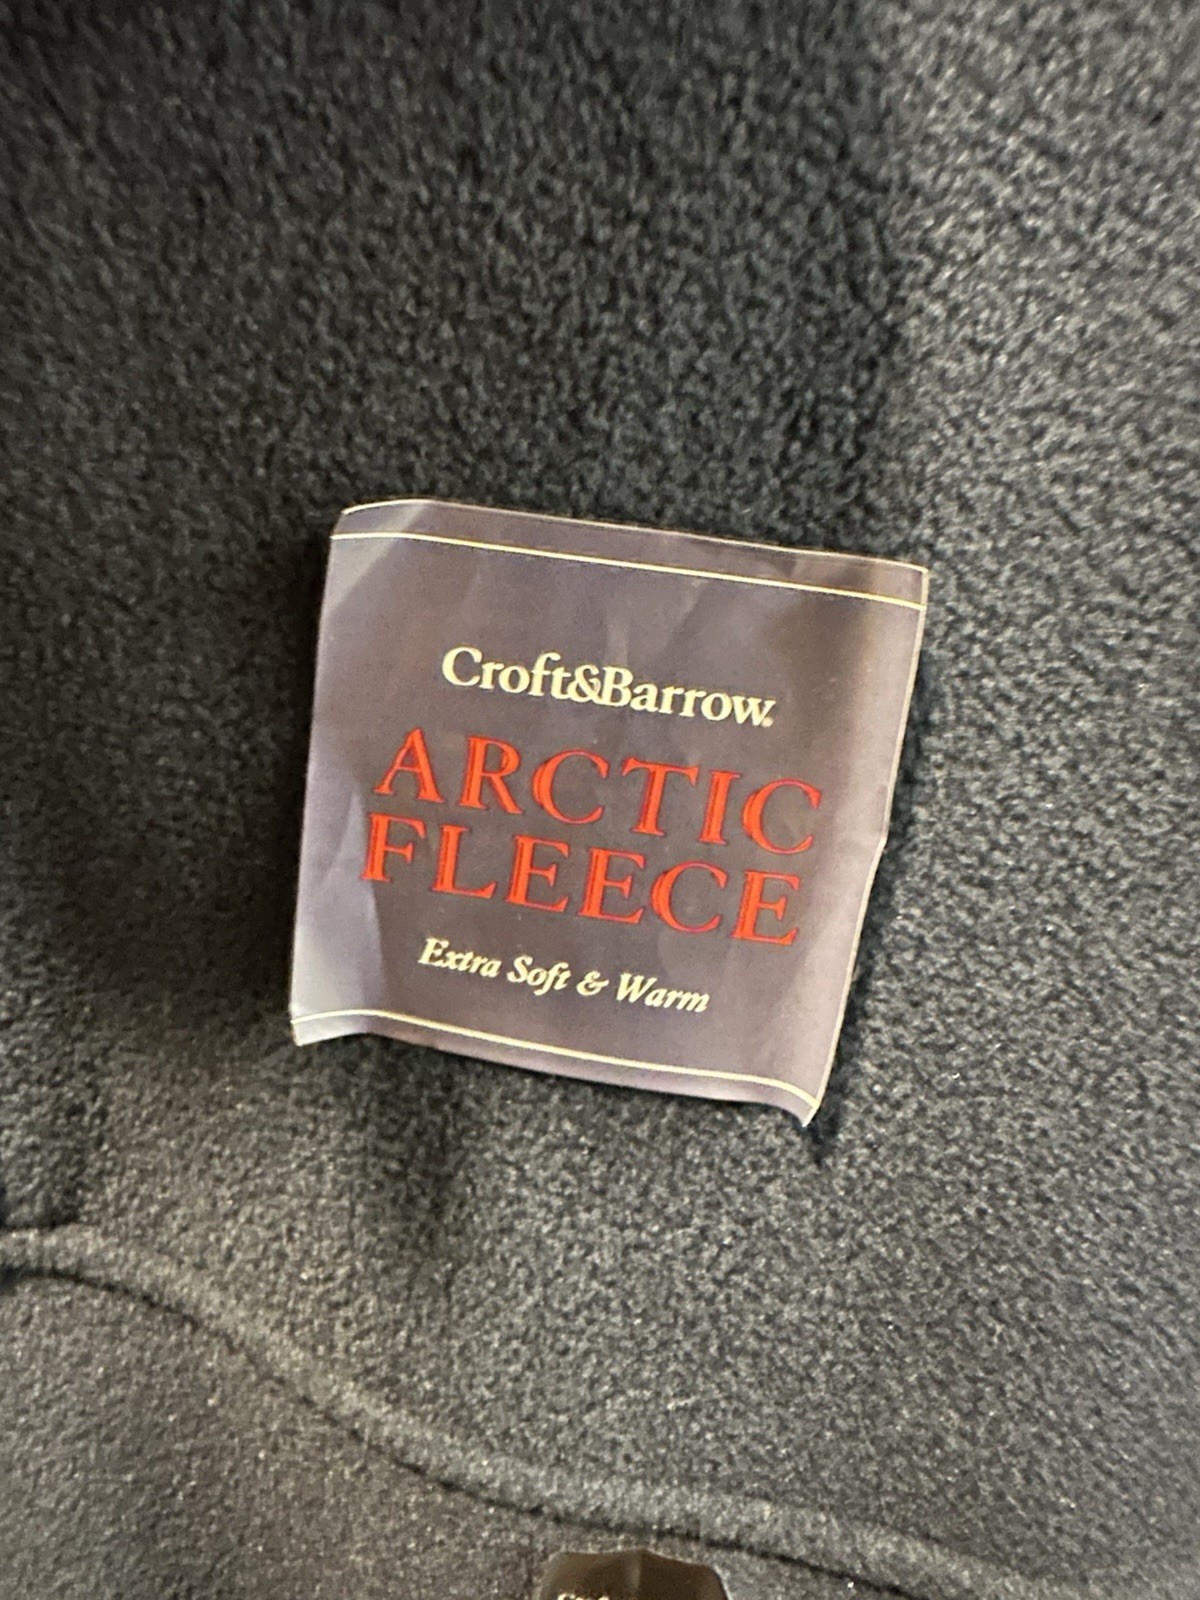 Croft&Barrow®
ARCTIC
FLEECE
Extra Soft & Warm